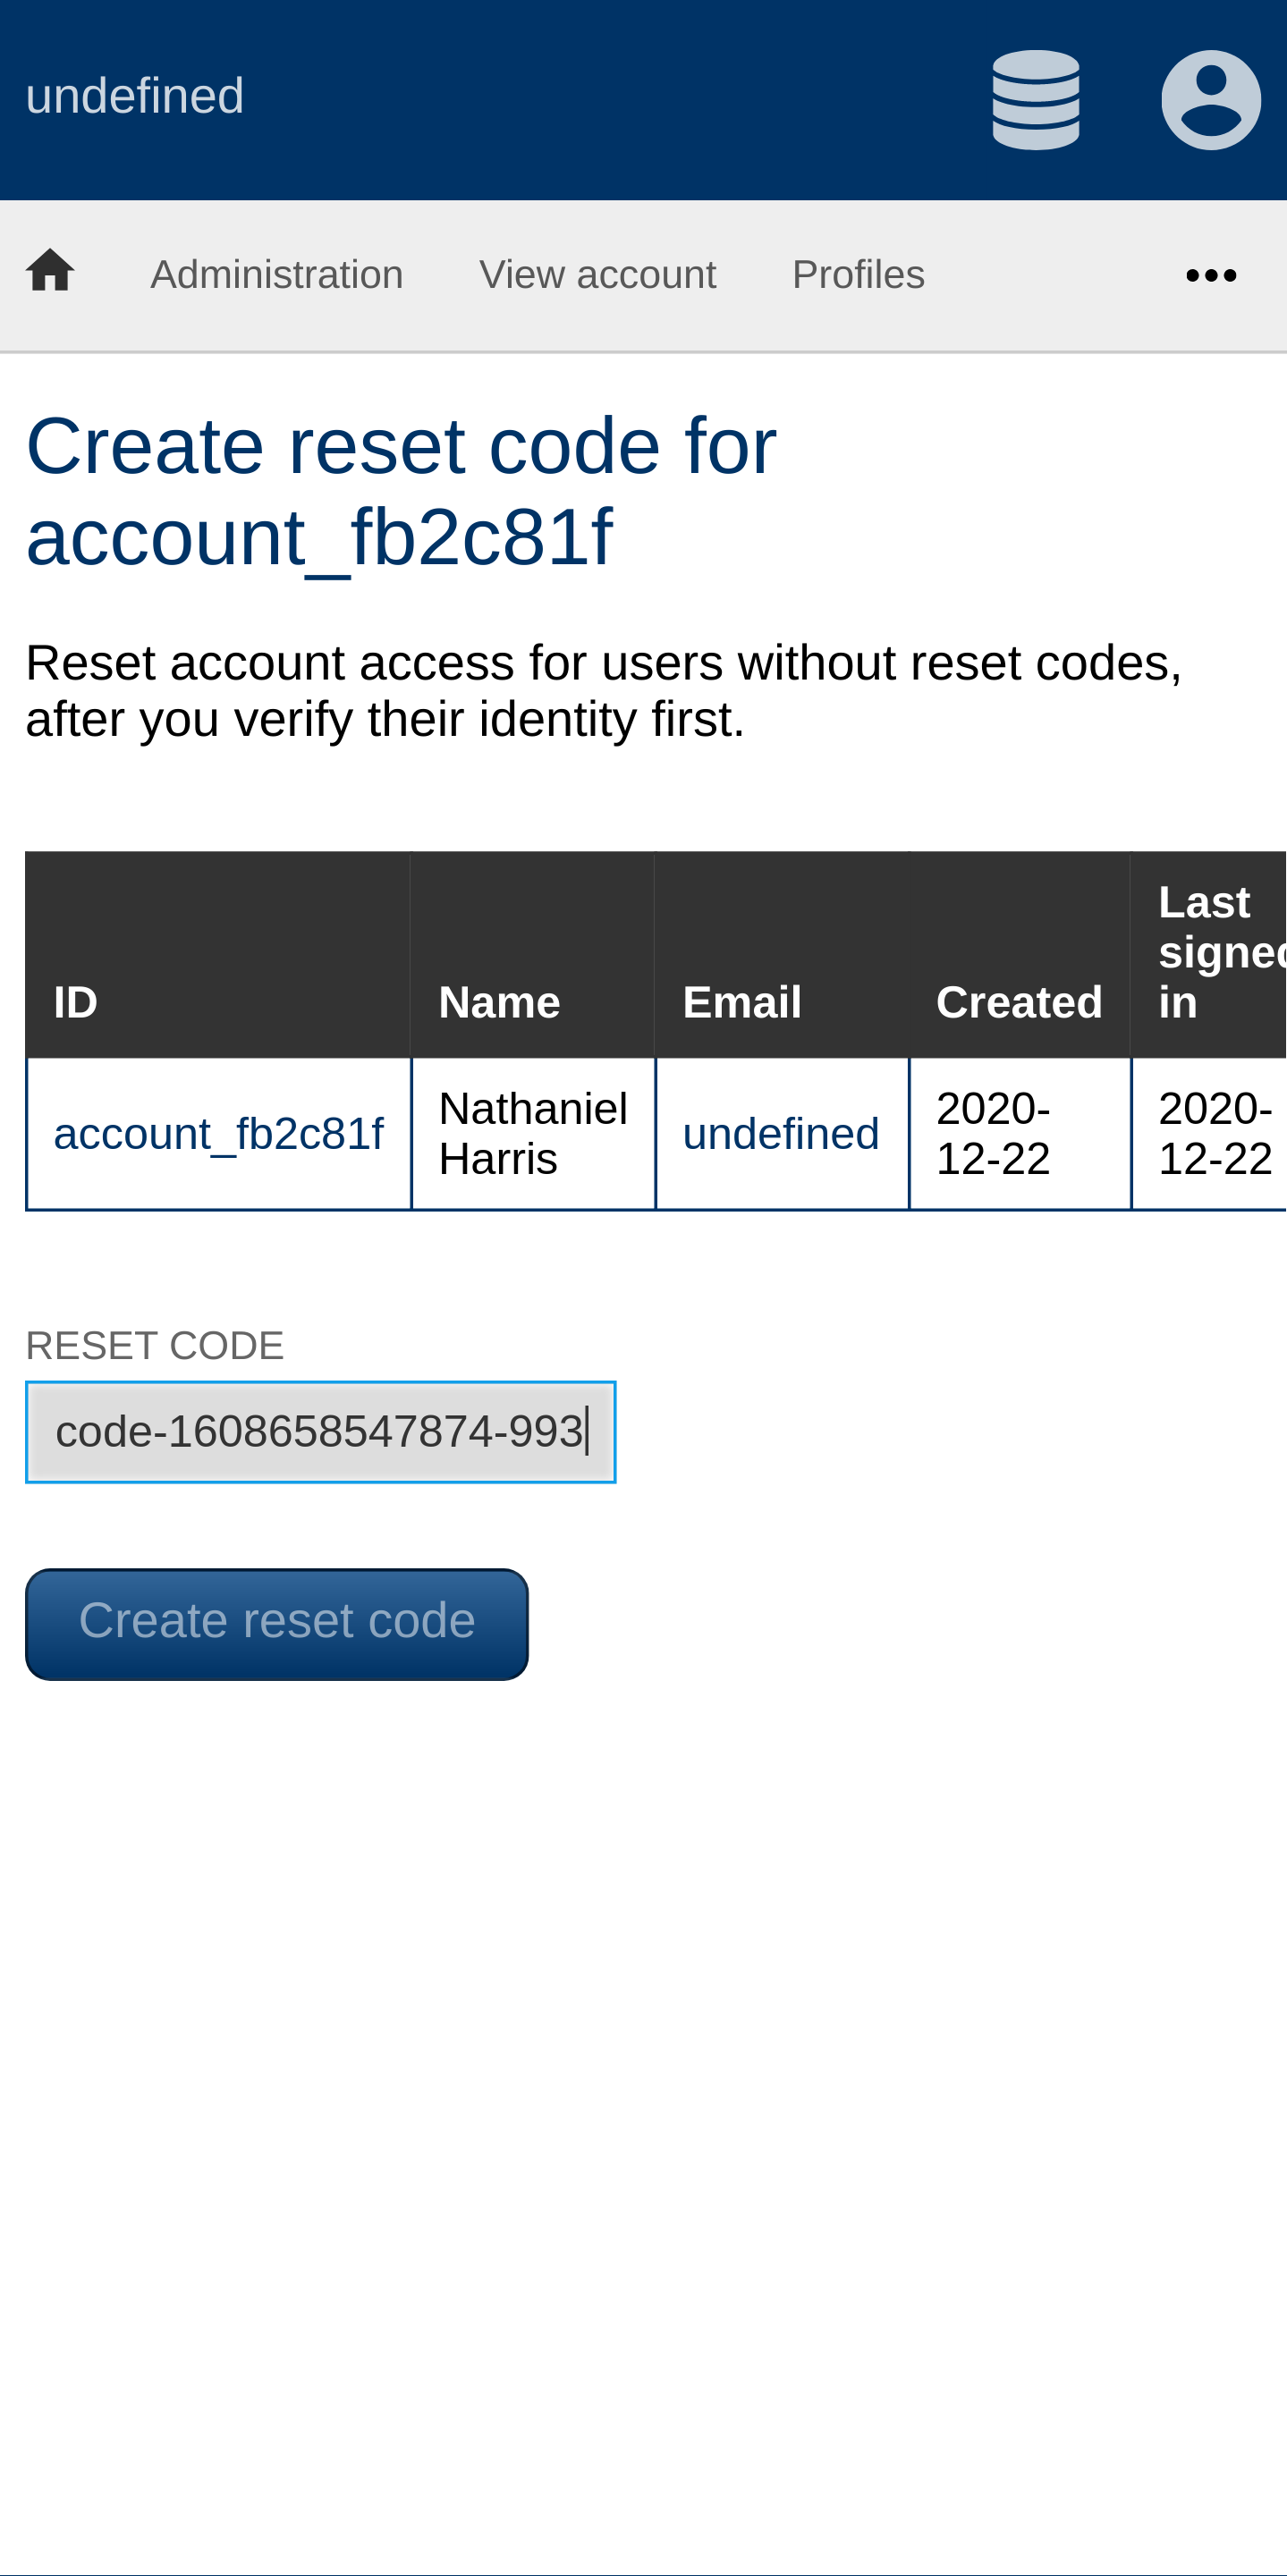 undefined
Administration View account Profiles
Create reset code for
account_fb2c81f
Reset account access for users without reset codes,
after you verify their identity first.
ID Name Email Created Last signed in
account_fb2c81f Nathaniel Harris undefined 2020-12-22 2020-12-22
RESET CODE
code-1608658547874-993
Create reset code